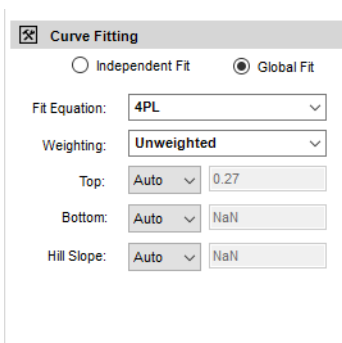 Curve Fitting
Independent Fit Global Fit
Fit Equation: 4PL
Weighting: Unweighted
Top: Auto 0.27
Bottom: Auto NaN
Hill Slope: Auto NaN